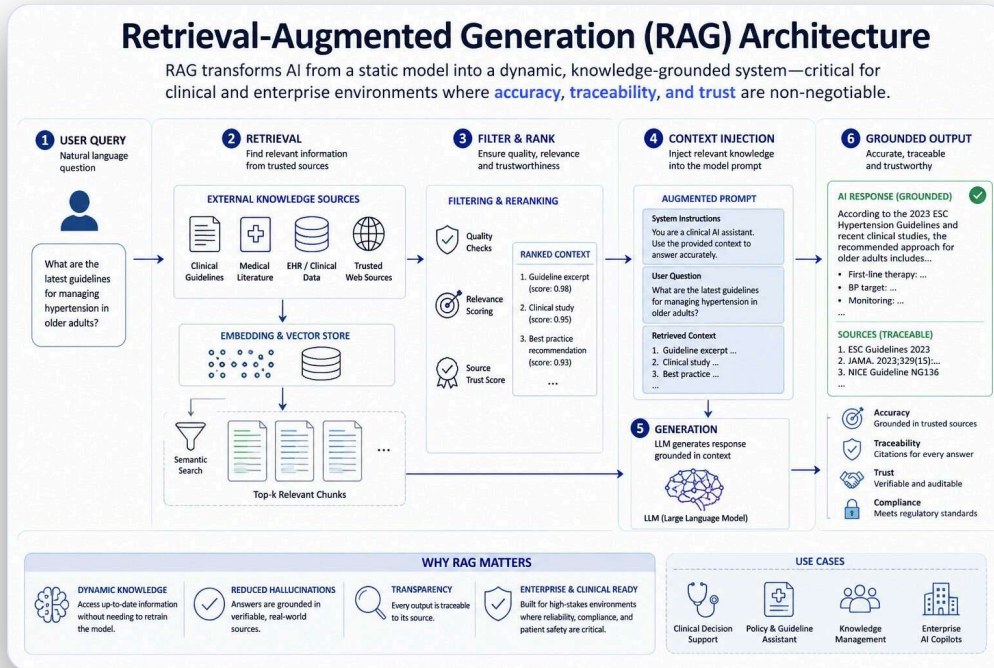 Retrieval-Augmented Generation (RAG) Architecture
RAG transforms AI from a static model into a dynamic, knowledge-grounded system—critical for
clinical and enterprise environments where accuracy, traceability, and trust are non-negotiable.
1 USER QUERY
Natural language
question
What are the
latest guidelines
for managing
hypertension in
older adults?
2 RETRIEVAL
Find relevant information
from trusted sources
EXTERNAL KNOWLEDGE SOURCES
Clinical
Guidelines
Medical
Literature
EHR / Clinical
Data
Trusted
Web Sources
EMBEDDING & VECTOR STORE
Semantic
Search
...
Top-k Relevant Chunks
3 FILTER & RANK
Ensure quality, relevance
and trustworthiness
FILTERING & RERANKING
Quality
Checks
Relevance
Scoring
Source
Trust Score
RANKED CONTEXT
1. Guideline excerpt
(score: 0.98)
2. Clinical study
(score: 0.95)
3. Best practice
recommendation
(score: 0.93)
...
4 CONTEXT INJECTION
Inject relevant knowledge
into the model prompt
AUGMENTED PROMPT
System Instructions
You are a clinical AI assistant.
Use the provided context to
answer accurately.
User Question
What are the latest guidelines
for managing hypertension in
older adults?
Retrieved Context
1. Guideline excerpt ...
2. Clinical study ...
3. Best practice ...
...
5 GENERATION
LLM generates response
grounded in context
LLM (Large Language Model)
6 GROUNDED OUTPUT
Accurate, traceable
and trustworthy
AI RESPONSE (GROUNDED)
According to the 2023 ESC
Hypertension Guidelines and
recent clinical studies, the
recommended approach for
older adults includes...
• First-line therapy: ...
• BP target: ...
• Monitoring: ...
...
SOURCES (TRACEABLE)
1. ESC Guidelines 2023
2. JAMA. 2023;329(15):...
3. NICE Guideline NG136
...
Accuracy
Grounded in trusted sources
Traceability
Citations for every answer
Trust
Verifiable and auditable
Compliance
Meets regulatory standards
WHY RAG MATTERS
DYNAMIC KNOWLEDGE
Access up-to-date information
without needing to retrain
the model.
REDUCED HALLUCINATIONS
Answers are grounded in
verifiable, real-world
sources.
TRANSPARENCY
Every output is traceable
to its source.
ENTERPRISE & CLINICAL READY
Built for high-stakes environments
where reliability, compliance, and
patient safety are critical.
USE CASES
Clinical Decision
Support
Policy & Guideline
Assistant
Knowledge
Management
Enterprise
AI Copilots